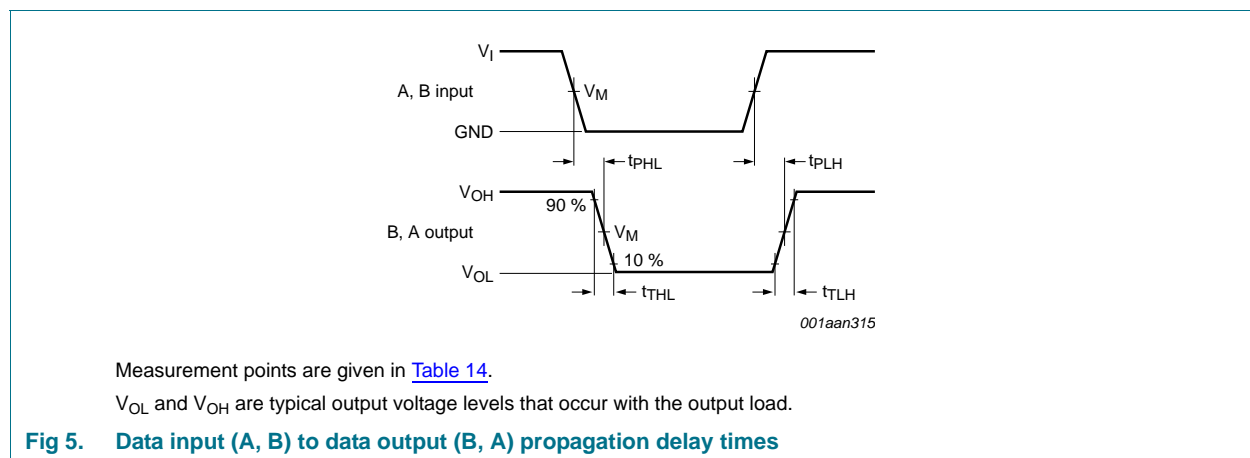 VI
A, B input
VM
GND
tPHL
tPLH
VOH
90 %
B, A output
VM
10 %
VOL
tTHL
tTLH
001aan315
Measurement points are given in Table 14.
VOL and VOH are typical output voltage levels that occur with the output load.
Fig 5. Data input (A, B) to data output (B, A) propagation delay times